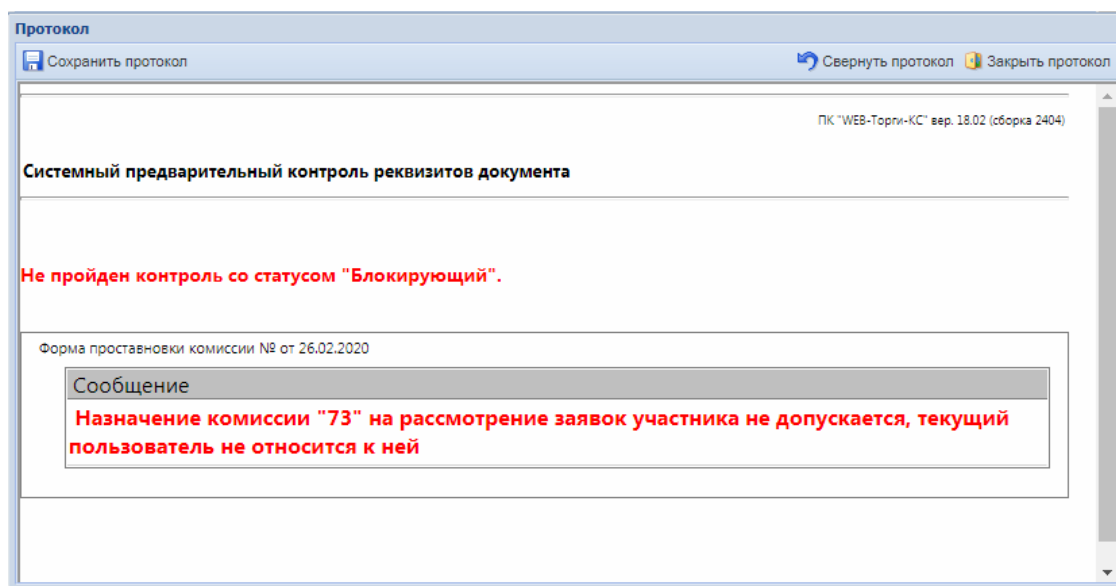 Протокол
Сохранить протокол
Свернуть протокол
Закрыть протокол
ПК "WEB-Торги-КС" вер. 18.02 (сборка 2404)
Системный предварительный контроль реквизитов документа
Не пройден контроль со статусом "Блокирующий".
Форма проставновки комиссии № от 26.02.2020
Сообщение
Назначение комиссии "73" на рассмотрение заявок участника не допускается, текущий
пользователь не относится к ней